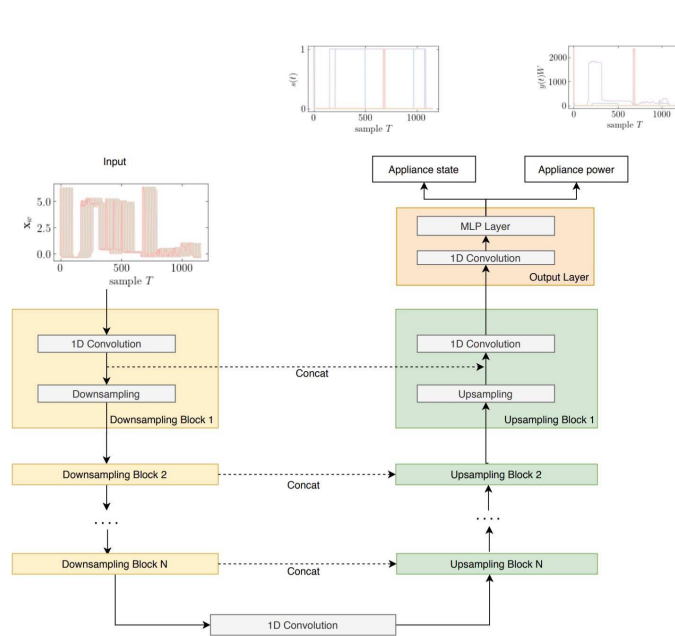 1
s(t)
0
0
500
1000
sample T
2000
y(t)W
1000
0
0
500
1000
sample T
Input
5.0
X_w
2.5
0.0
0
500
1000
sample T
Appliance state
Appliance power
MLP Layer
1D Convolution
Output Layer
1D Convolution
Downsampling
Downsampling Block 1
Concat
1D Convolution
Upsampling
Upsampling Block 1
Downsampling Block 2
Concat
Upsampling Block 2
. . . .
. . . .
Downsampling Block N
Concat
Upsampling Block N
1D Convolution